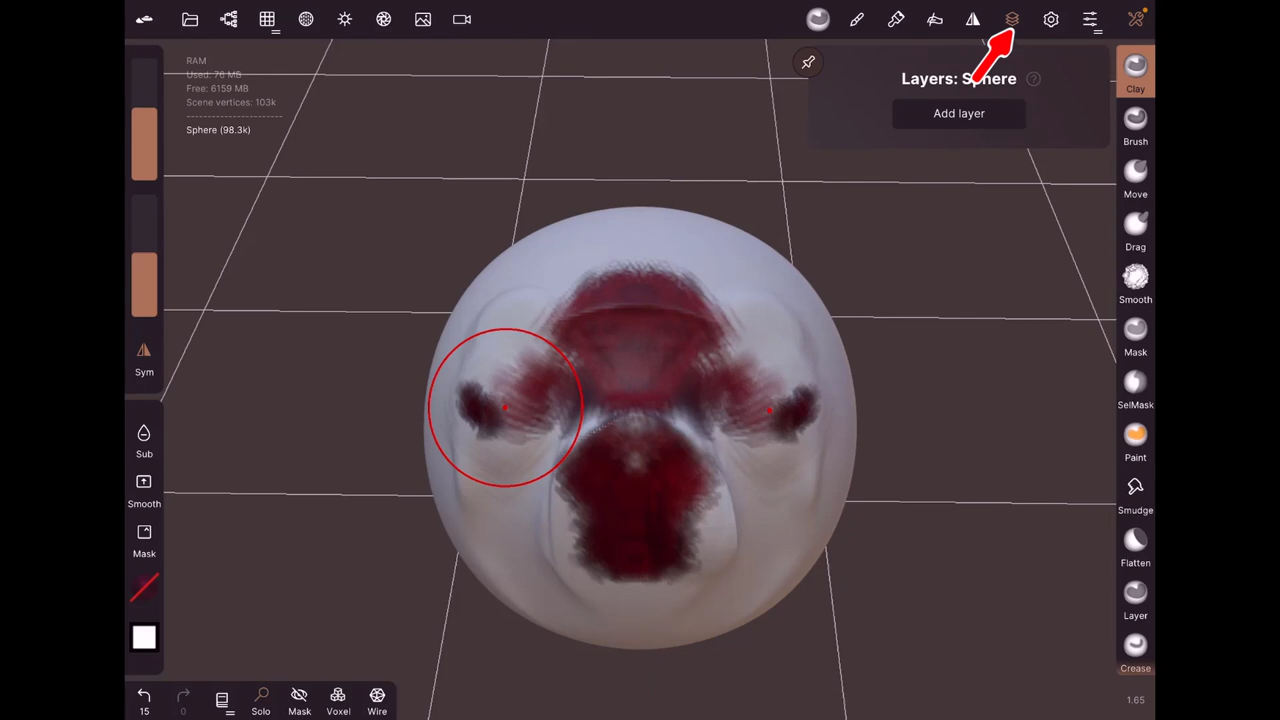 RAM
Used: 76 MB
Free: 6159 MB
Scene vertices: 103k
Sphere (98.3k)
Layers: Sphere
?
Add layer
Sym
Sub
Smooth
Mask
15
0
Solo
Mask
Voxel
Wire
Clay
Brush
Move
Drag
Smooth
Mask
SelMask
Paint
Smudge
Flatten
Layer
Crease
1.65